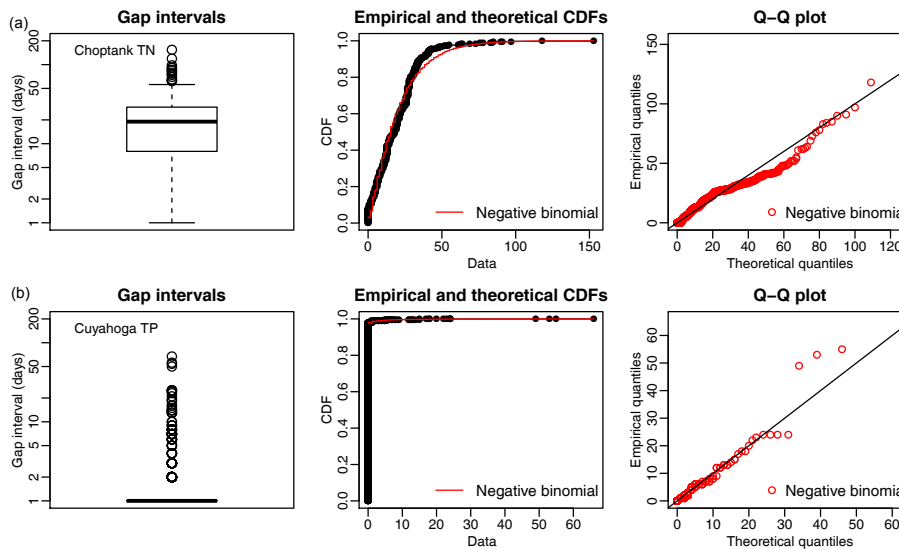 (a)
Gap intervals
Gap interval (days)
200
50
20
10
5
2
1
Choptank TN
Empirical and theoretical CDFs
CDF
1.0
0.8
0.6
0.4
0.2
0.0
Negative binomial
0 50 100 150
Data
Q−Q plot
Empirical quantiles
150
100
50
0
Negative binomial
0 20 40 60 80 100 120
Theoretical quantiles
(b)
Gap intervals
Gap interval (days)
200
50
20
10
5
2
1
Cuyahoga TP
Empirical and theoretical CDFs
CDF
1.0
0.8
0.6
0.4
0.2
0.0
Negative binomial
0 10 20 30 40 50 60
Data
Q−Q plot
Empirical quantiles
60
50
40
30
20
10
0
Negative binomial
0 10 20 30 40 50 60
Theoretical quantiles